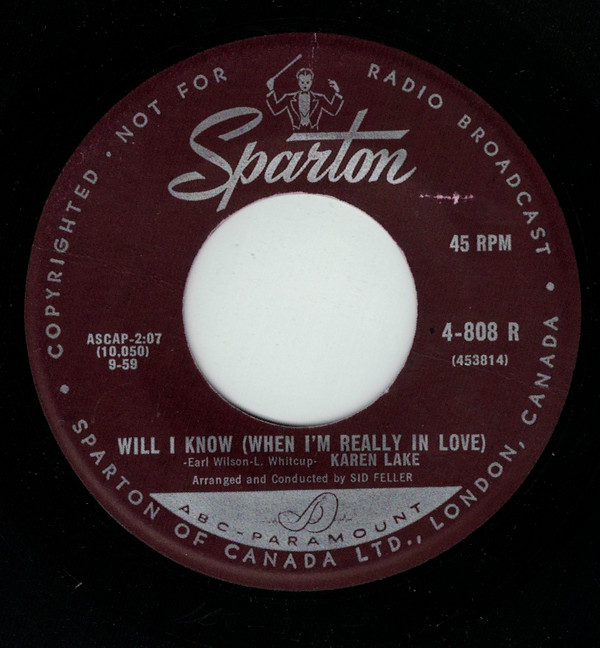 COPYRIGHTED • NOT FOR RADIO BROADCAST •
Sparton
45 RPM
4-808 R
(453814)
ASCAP-2:07
(10.050)
9-59
WILL I KNOW (WHEN I'M REALLY IN LOVE)
-Earl Wilson-L. Whitcup- KAREN LAKE
Arranged and Conducted by SID FELLER
ABC-PARAMOUNT
• SPARTON OF CANADA LTD., LONDON, CANADA